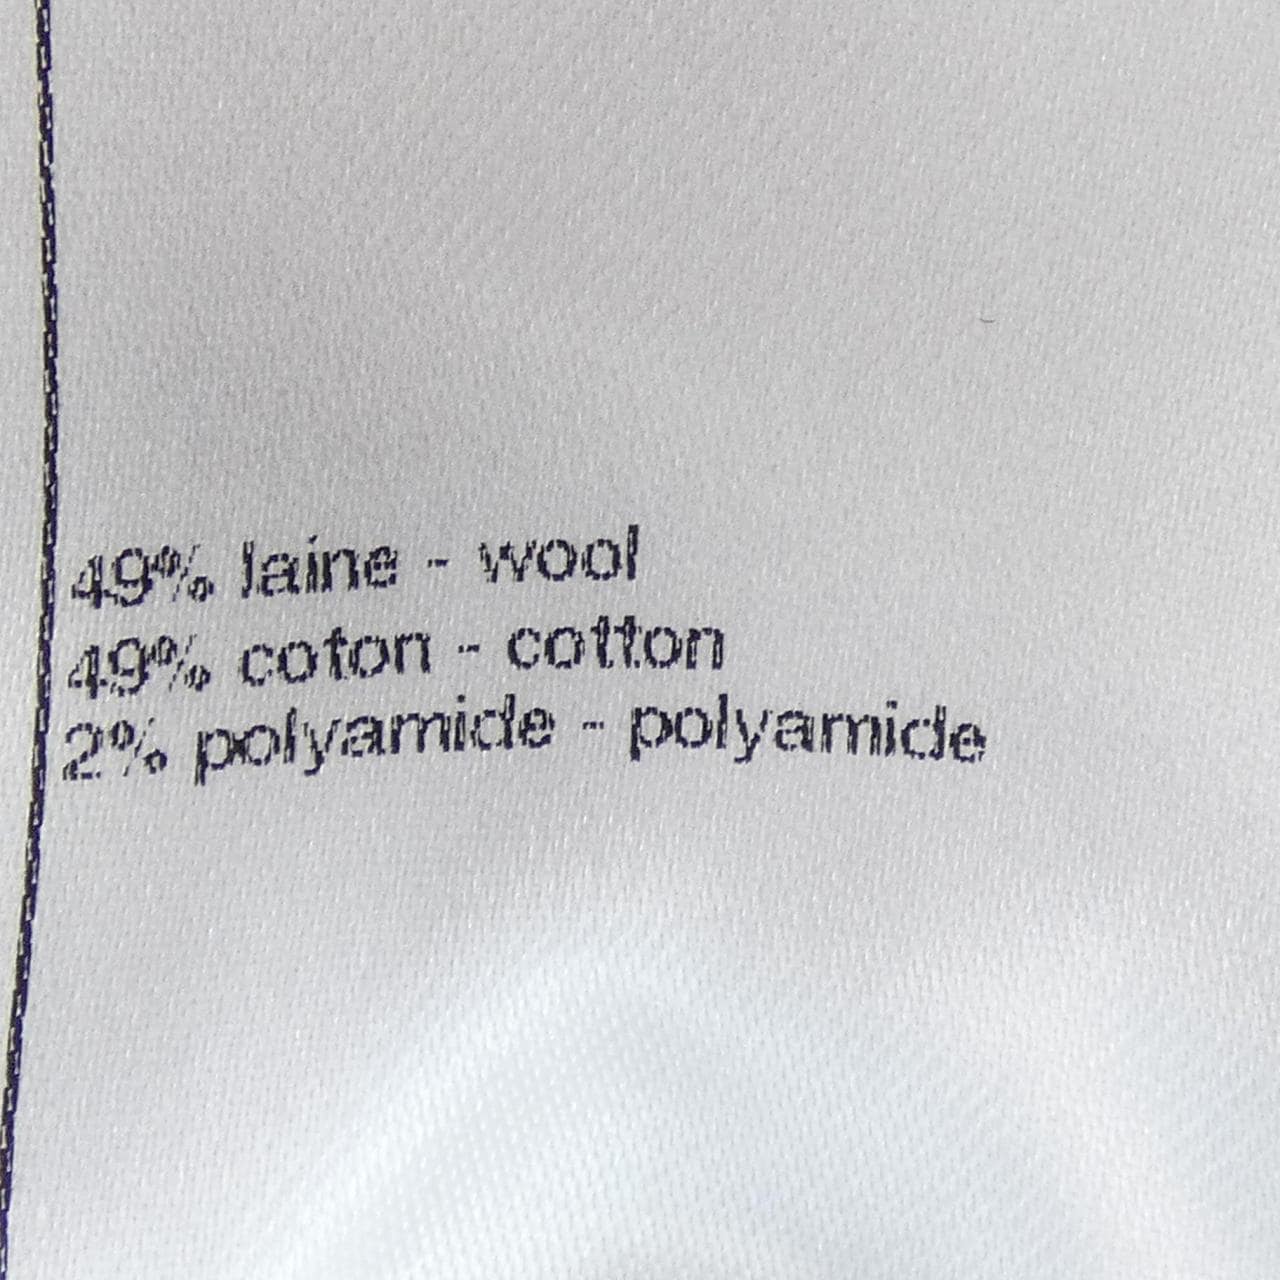 49% laine - wool
49% coton - cotton
2% polyamide - polyamide